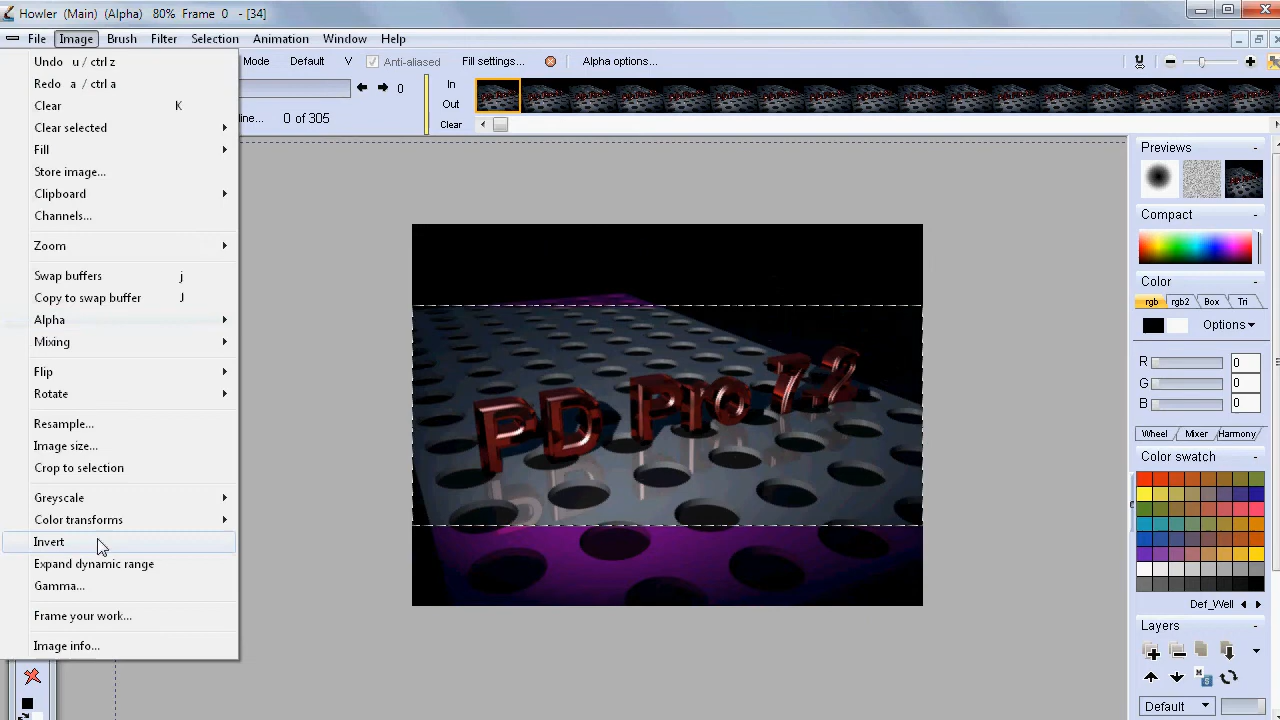 Howler (Main) (Alpha) 80% Frame 0 - [34]
File Image Brush Filter Selection Animation Window Help
Mode Default V Anti-aliased Fill settings... Alpha options...
Undo u / ctrl z
Redo a / ctrl a
Clear K
Clear selected
Fill
Store image...
Clipboard
Channels...
Zoom
Swap buffers j
Copy to swap buffer J
Alpha
Mixing
Flip
Rotate
Resample...
Image size...
Crop to selection
Greyscale
Color transforms
Invert
Expand dynamic range
Gamma...
Frame your work...
Image info...
0
ine... 0 of 305
In
Out
Clear
PD Pro 7.2
Previews
Compact
Color
rgb rgb2 Box Tri
Options
R 0
G 0
B 0
Wheel Mixer Harmony
Color swatch
Def_Well
Layers
M
S
Default